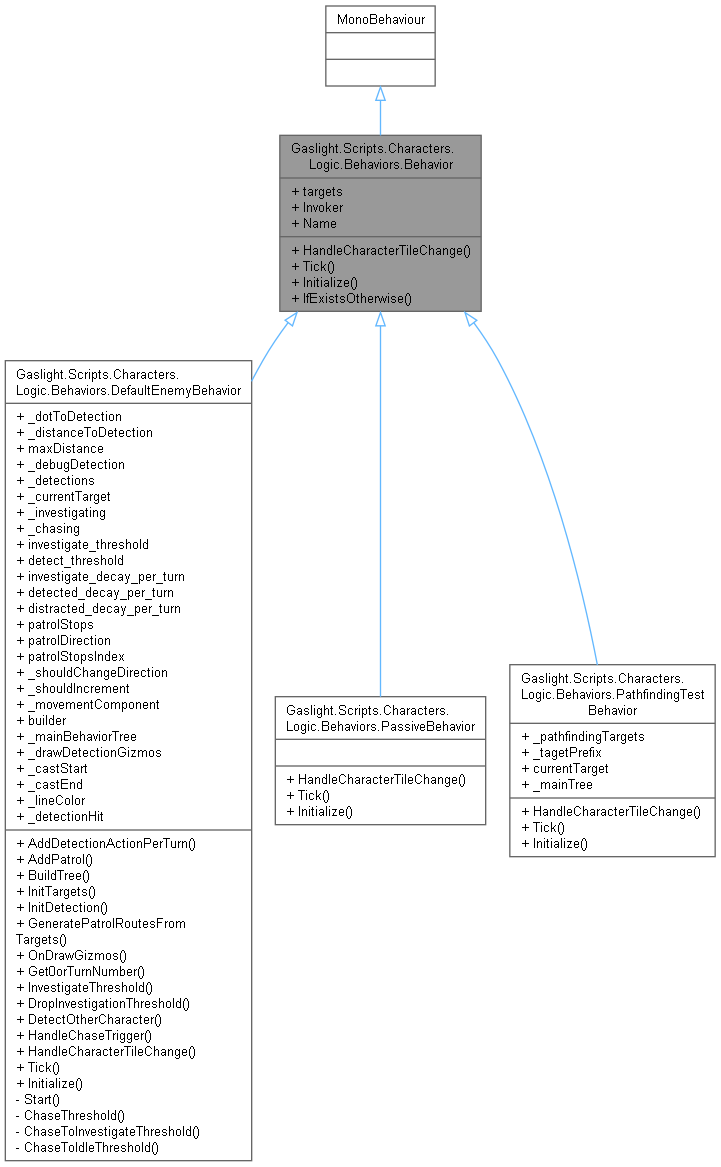 MonoBehaviour
Gaslight.Scripts.Characters.
Logic.Behaviors.Behavior
+ targets
+ Invoker
+ Name
+ HandleCharacterTileChange()
+ Tick()
+ Initialize()
+ IfExistsOtherwise()
Gaslight.Scripts.Characters.
Logic.Behaviors.DefaultEnemyBehavior
+ _dotToDetection
+ _distanceToDetection
+ maxDistance
+ _debugDetection
+ _detections
+ _currentTarget
+ _investigating
+ _chasing
+ investigate_threshold
+ detect_threshold
+ investigate_decay_per_turn
+ detected_decay_per_turn
+ distracted_decay_per_turn
+ patrolStops
+ patrolDirection
+ patrolStopsIndex
+ _shouldChangeDirection
+ _shouldIncrement
+ _movementComponent
+ builder
+ _mainBehaviorTree
+ _drawDetectionGizmos
+ _castStart
+ _castEnd
+ _lineColor
+ _detectionHit
+ AddDetectionActionPerTurn()
+ AddPatrol()
+ BuildTree()
+ InitTargets()
+ InitDetection()
+ GeneratePatrolRoutesFrom
Targets()
+ OnDrawGizmos()
+ Get0orTurnNumber()
+ InvestigateThreshold()
+ DropInvestigationThreshold()
+ DetectOtherCharacter()
+ HandleChaseTrigger()
+ HandleCharacterTileChange()
+ Tick()
+ Initialize()
- Start()
- ChaseThreshold()
- ChaseToInvestigateThreshold()
- ChaseToIdleThreshold()
Gaslight.Scripts.Characters.
Logic.Behaviors.PassiveBehavior
+ HandleCharacterTileChange()
+ Tick()
+ Initialize()
Gaslight.Scripts.Characters.
Logic.Behaviors.PathfindingTest
Behavior
+ _pathfindingTargets
+ _tagetPrefix
+ currentTarget
+ _mainTree
+ HandleCharacterTileChange()
+ Tick()
+ Initialize()